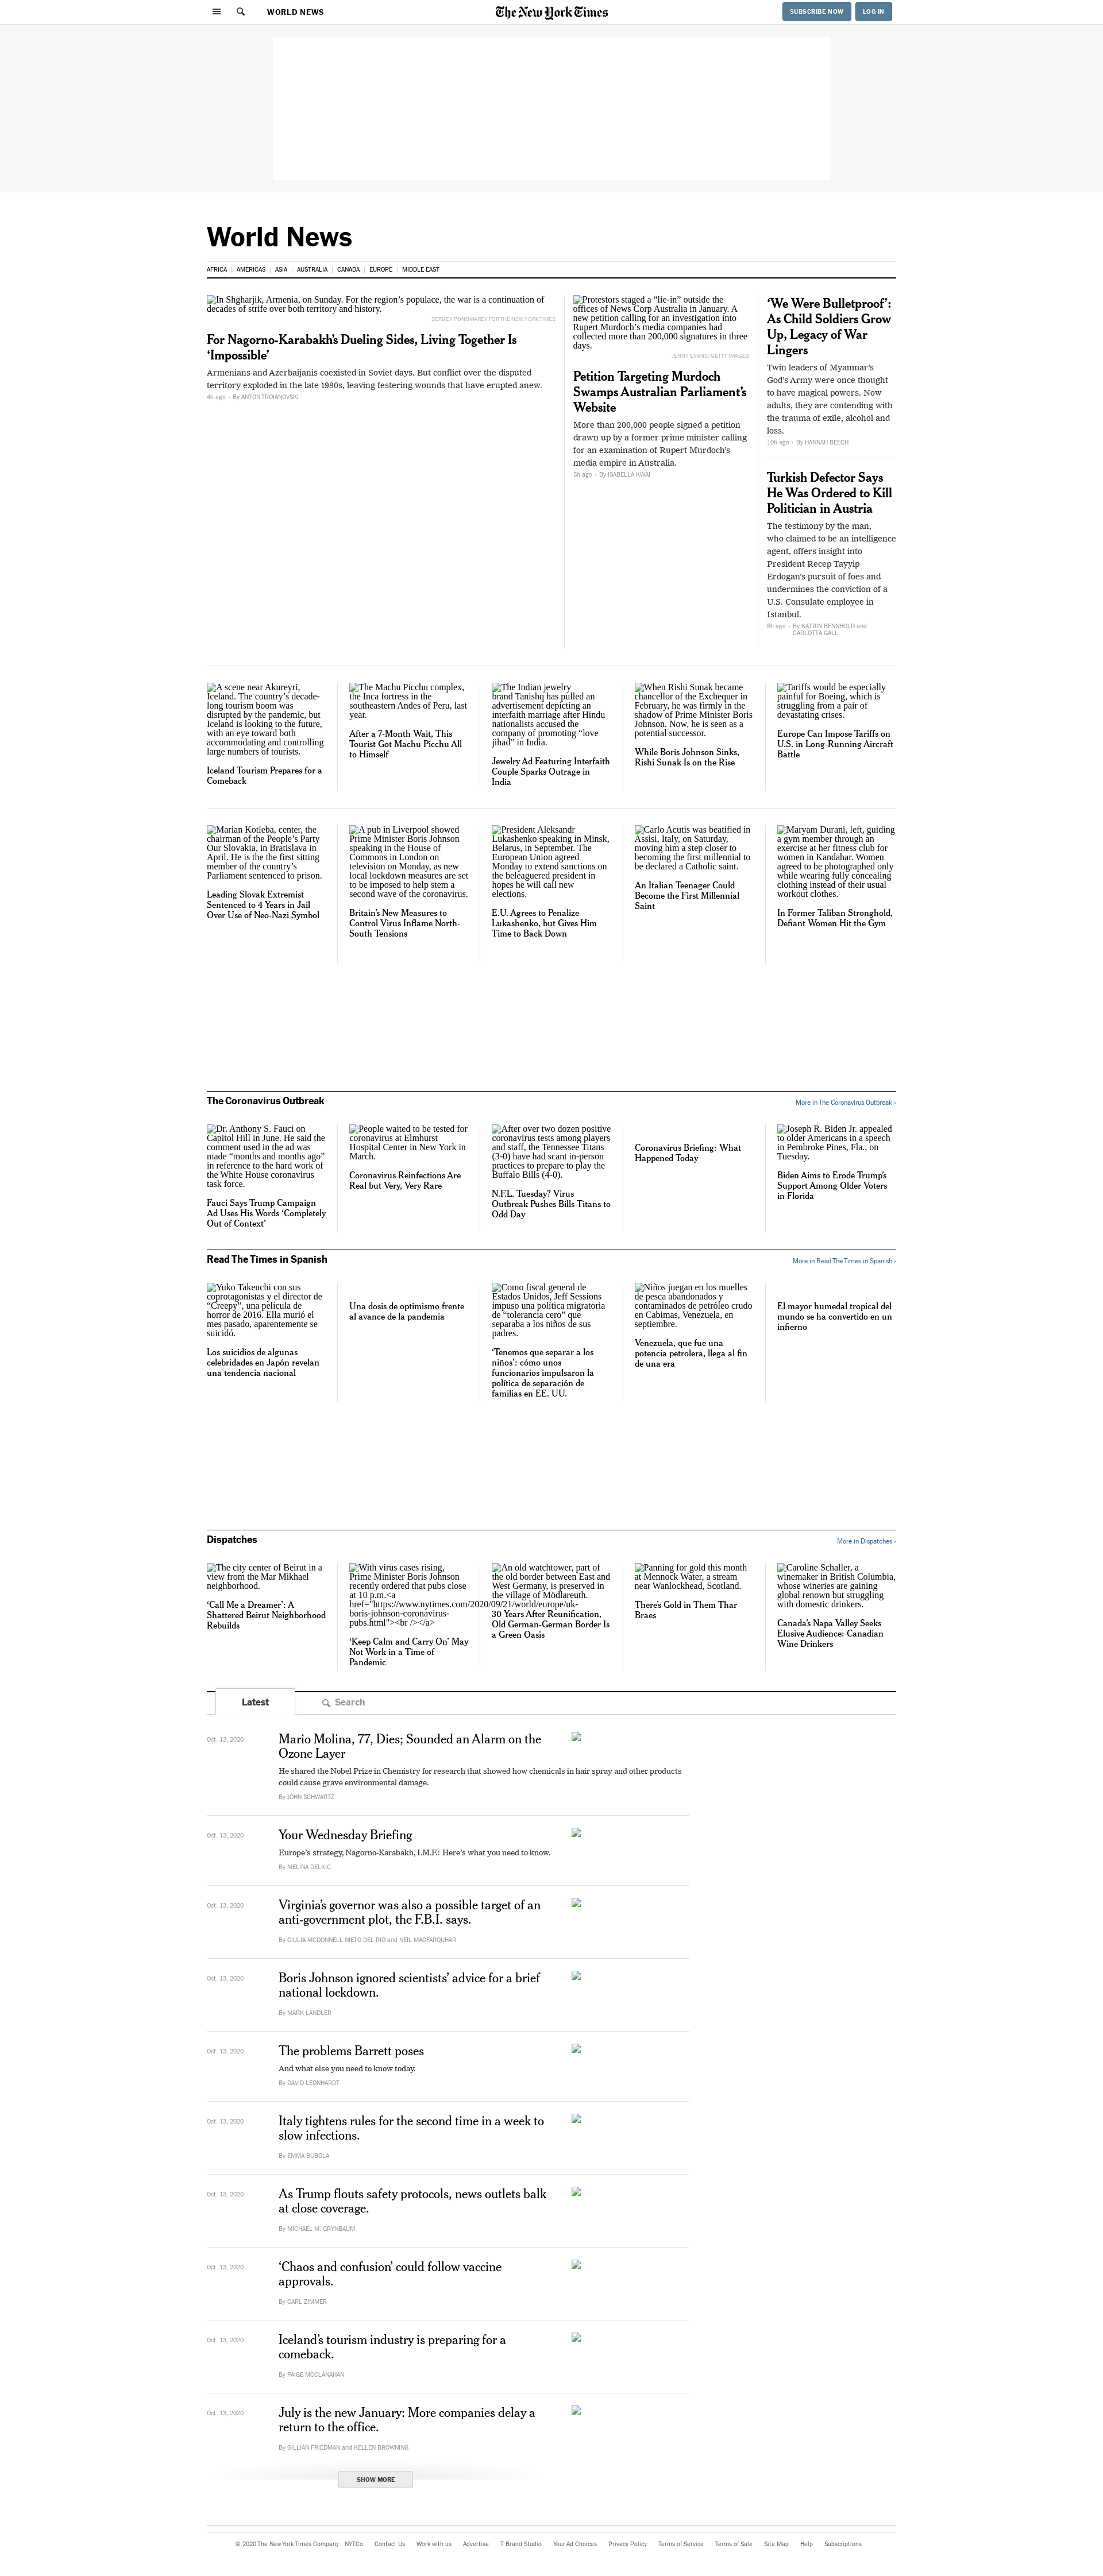 WORLD NEWS
The New York Times
SUBSCRIBE NOW
LOG IN
World News
AFRICA
AMERICAS
ASIA
AUSTRALIA
CANADA
EUROPE
MIDDLE EAST
In Shgharjik, Armenia, on Sunday. For the region’s populace, the war is a continuation of
decades of strife over both territory and history.
SERGEY PONOMAREV FOR THE NEW YORK TIMES
For Nagorno-Karabakh’s Dueling Sides, Living Together Is
‘Impossible’
Armenians and Azerbaijanis coexisted in Soviet days. But conflict over the disputed
territory exploded in the late 1980s, leaving festering wounds that have erupted anew.
4h ago
By ANTON TROIANOVSKI
Protestors staged a “lie-in” outside the
offices of News Corp Australia in January. A
new petition calling for an investigation into
Rupert Murdoch’s media companies had
collected more than 200,000 signatures in three
days.
JENNY EVANS/GETTY IMAGES
Petition Targeting Murdoch
Swamps Australian Parliament’s
Website
More than 200,000 people signed a petition
drawn up by a former prime minister calling
for an examination of Rupert Murdoch’s
media empire in Australia.
5h ago
By ISABELLA KWAI
‘We Were Bulletproof’:
As Child Soldiers Grow
Up, Legacy of War
Lingers
Twin leaders of Myanmar’s
God’s Army were once thought
to have magical powers. Now
adults, they are contending with
the trauma of exile, alcohol and
loss.
10h ago
By HANNAH BEECH
Turkish Defector Says
He Was Ordered to Kill
Politician in Austria
The testimony by the man,
who claimed to be an intelligence
agent, offers insight into
President Recep Tayyip
Erdogan’s pursuit of foes and
undermines the conviction of a
U.S. Consulate employee in
Istanbul.
8h ago
By KATRIN BENNHOLD and
CARLOTTA GALL
A scene near Akureyri,
Iceland. The country’s decade-
long tourism boom was
disrupted by the pandemic, but
Iceland is looking to the future,
with an eye toward both
accommodating and controlling
large numbers of tourists.
Iceland Tourism Prepares for a
Comeback
The Machu Picchu complex,
the Inca fortress in the
southeastern Andes of Peru, last
year.
After a 7-Month Wait, This
Tourist Got Machu Picchu All
to Himself
The Indian jewelry
brand Tanishq has pulled an
advertisement depicting an
interfaith marriage after Hindu
nationalists accused the
company of promoting “love
jihad” in India.
Jewelry Ad Featuring Interfaith
Couple Sparks Outrage in
India
When Rishi Sunak became
chancellor of the Exchequer in
February, he was firmly in the
shadow of Prime Minister Boris
Johnson. Now, he is seen as a
potential successor.
While Boris Johnson Sinks,
Rishi Sunak Is on the Rise
Tariffs would be especially
painful for Boeing, which is
struggling from a pair of
devastating crises.
Europe Can Impose Tariffs on
U.S. in Long-Running Aircraft
Battle
Marian Kotleba, center, the
chairman of the People’s Party
Our Slovakia, in Bratislava in
April. He is the the first sitting
member of the country’s
Parliament sentenced to prison.
Leading Slovak Extremist
Sentenced to 4 Years in Jail
Over Use of Neo-Nazi Symbol
A pub in Liverpool showed
Prime Minister Boris Johnson
speaking in the House of
Commons in London on
television on Monday, as new
local lockdown measures are set
to be imposed to help stem a
second wave of the coronavirus.
Britain’s New Measures to
Control Virus Inflame North-
South Tensions
President Aleksandr
Lukashenko speaking in Minsk,
Belarus, in September. The
European Union agreed
Monday to extend sanctions on
the beleaguered president in
hopes he will call new
elections.
E.U. Agrees to Penalize
Lukashenko, but Gives Him
Time to Back Down
Carlo Acutis was beatified in
Assisi, Italy, on Saturday,
moving him a step closer to
becoming the first millennial to
be declared a Catholic saint.
An Italian Teenager Could
Become the First Millennial
Saint
Maryam Durani, left, guiding
a gym member through an
exercise at her fitness club for
women in Kandahar. Women
agreed to be photographed only
while wearing fully concealing
clothing instead of their usual
workout clothes.
In Former Taliban Stronghold,
Defiant Women Hit the Gym
The Coronavirus Outbreak
More in The Coronavirus Outbreak ›
Dr. Anthony S. Fauci on
Capitol Hill in June. He said the
comment used in the ad was
made “months and months ago”
in reference to the hard work of
the White House coronavirus
task force.
Fauci Says Trump Campaign
Ad Uses His Words ‘Completely
Out of Context’
People waited to be tested for
coronavirus at Elmhurst
Hospital Center in New York in
March.
Coronavirus Reinfections Are
Real but Very, Very Rare
After over two dozen positive
coronavirus tests among players
and staff, the Tennessee Titans
(3-0) have had scant in-person
practices to prepare to play the
Buffalo Bills (4-0).
N.F.L. Tuesday? Virus
Outbreak Pushes Bills-Titans to
Odd Day
Coronavirus Briefing: What
Happened Today
Joseph R. Biden Jr. appealed
to older Americans in a speech
in Pembroke Pines, Fla., on
Tuesday.
Biden Aims to Erode Trump’s
Support Among Older Voters
in Florida
Read The Times in Spanish
More in Read The Times in Spanish ›
Yuko Takeuchi con sus
coprotagonistas y el director de
“Creepy”, una película de
horror de 2016. Ella murió el
mes pasado, aparentemente se
suicidó.
Los suicidios de algunas
celebridades en Japón revelan
una tendencia nacional
Una dosis de optimismo frente
al avance de la pandemia
Como fiscal general de
Estados Unidos, Jeff Sessions
impuso una política migratoria
de “tolerancia cero” que
separaba a los niños de sus
padres.
‘Tenemos que separar a los
niños’: cómo unos
funcionarios impulsaron la
política de separación de
familias en EE. UU.
Niños juegan en los muelles
de pesca abandonados y
contaminados de petróleo crudo
en Cabimas, Venezuela, en
septiembre.
Venezuela, que fue una
potencia petrolera, llega al fin
de una era
El mayor humedal tropical del
mundo se ha convertido en un
infierno
Dispatches
More in Dispatches ›
The city center of Beirut in a
view from the Mar Mikhael
neighborhood.
‘Call Me a Dreamer’: A
Shattered Beirut Neighborhood
Rebuilds
With virus cases rising,
Prime Minister Boris Johnson
recently ordered that pubs close
at 10 p.m.<a
href="https://www.nytimes.com/2020/09/21/world/europe/uk-
boris-johnson-coronavirus-
pubs.html"><br /></a>
‘Keep Calm and Carry On’ May
Not Work in a Time of
Pandemic
An old watchtower, part of
the old border between East and
West Germany, is preserved in
the village of Mödlareuth.
30 Years After Reunification,
Old German-German Border Is
a Green Oasis
Panning for gold this month
at Mennock Water, a stream
near Wanlockhead, Scotland.
There’s Gold in Them Thar
Braes
Caroline Schaller, a
winemaker in British Columbia,
whose wineries are gaining
global renown but struggling
with domestic drinkers.
Canada’s Napa Valley Seeks
Elusive Audience: Canadian
Wine Drinkers
Latest
Search
Oct. 13, 2020
Mario Molina, 77, Dies; Sounded an Alarm on the
Ozone Layer
He shared the Nobel Prize in Chemistry for research that showed how chemicals in hair spray and other products
could cause grave environmental damage.
By JOHN SCHWARTZ
Oct. 13, 2020
Your Wednesday Briefing
Europe’s strategy, Nagorno-Karabakh, I.M.F.: Here’s what you need to know.
By MELINA DELKIC
Oct. 13, 2020
Virginia’s governor was also a possible target of an
anti-government plot, the F.B.I. says.
By GIULIA MCDONNELL NIETO DEL RIO and NEIL MACFARQUHAR
Oct. 13, 2020
Boris Johnson ignored scientists’ advice for a brief
national lockdown.
By MARK LANDLER
Oct. 13, 2020
The problems Barrett poses
And what else you need to know today.
By DAVID LEONHARDT
Oct. 13, 2020
Italy tightens rules for the second time in a week to
slow infections.
By EMMA BUBOLA
Oct. 13, 2020
As Trump flouts safety protocols, news outlets balk
at close coverage.
By MICHAEL M. GRYNBAUM
Oct. 13, 2020
‘Chaos and confusion’ could follow vaccine
approvals.
By CARL ZIMMER
Oct. 13, 2020
Iceland’s tourism industry is preparing for a
comeback.
By PAIGE MCCLANAHAN
Oct. 13, 2020
July is the new January: More companies delay a
return to the office.
By GILLIAN FRIEDMAN and KELLEN BROWNING
SHOW MORE
© 2020 The New York Times Company NYTCo Contact Us Work with us Advertise T Brand Studio Your Ad Choices Privacy Policy Terms of Service Terms of Sale Site Map Help Subscriptions